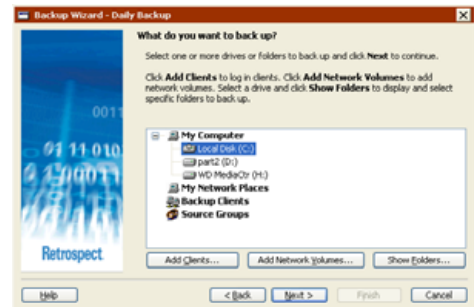 Backup Wizard - Daily Backup
What do you want to back up?
Select one or more drives or folders to back up and click Next to continue.
Click Add Clients to log in clients. Click Add Network Volumes to add
network volumes. Select a drive and click Show Folders to display and select
specific folders to back up.
My Computer
Local Disk (C:)
part2 (D:)
WD MediaCtr (H:)
My Network Places
Backup Clients
Source Groups
0011
01 11 010
Retrospect
Add Clients...
Add Network Volumes...
Show Folders...
Help
< Back
Next >
Finish
Cancel